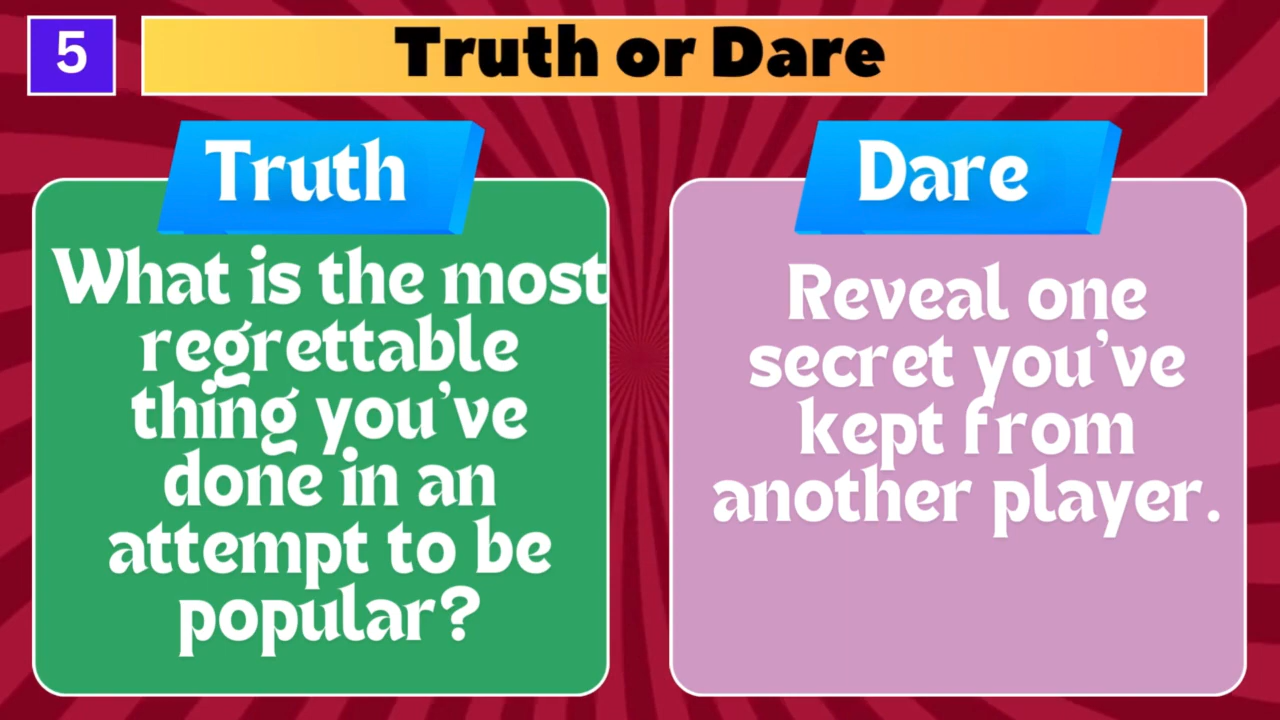 5
Truth or Dare
Truth
What is the most
regrettable
thing you've
done in an
attempt to be
popular?
Dare
Reveal one
secret you've
kept from
another player.